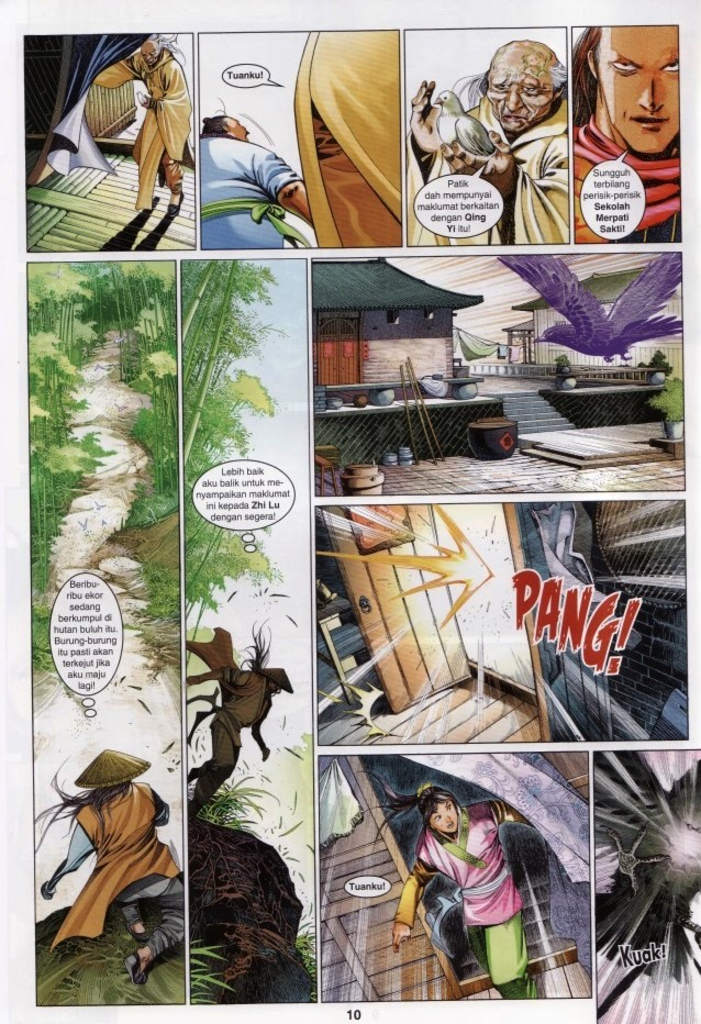 Tuanku!
Patik
dah mempunyai
maklumat berkaitan
dengan Qing
Yi itu!
Sungguh
terbilang
perisik-perisik
Sekolah
Merpati
Sakti!
Beribu-
ribu ekor
sedang
berkumpul di
hutan buluh itu.
Burung-burung
itu pasti akan
terkejut jika
aku maju
lagi!
Lebih baik
aku balik untuk me-
nyampaikan maklumat
ini kepada Zhi Lu
dengan segera!
PANG!
Tuanku!
Kuak!
10